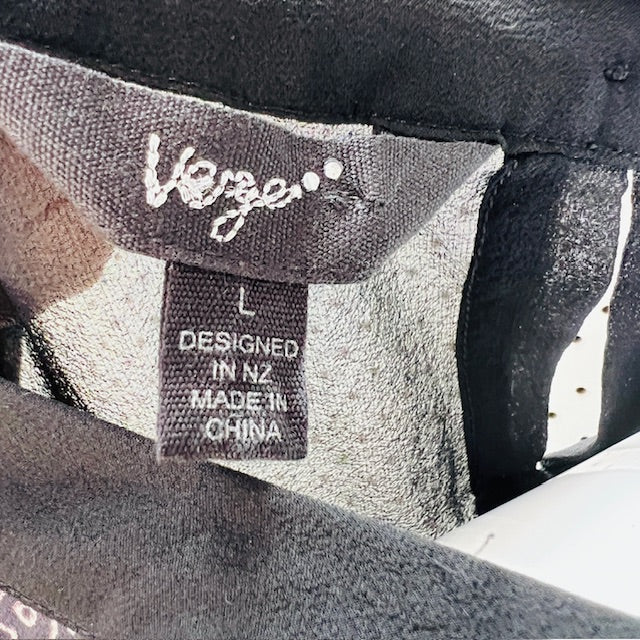 Verge
L
DESIGNED
IN NZ
MADE IN
CHINA